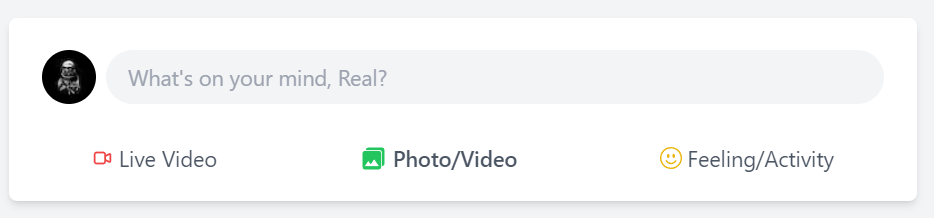 What's on your mind, Real?
Live Video
Photo/Video
Feeling/Activity